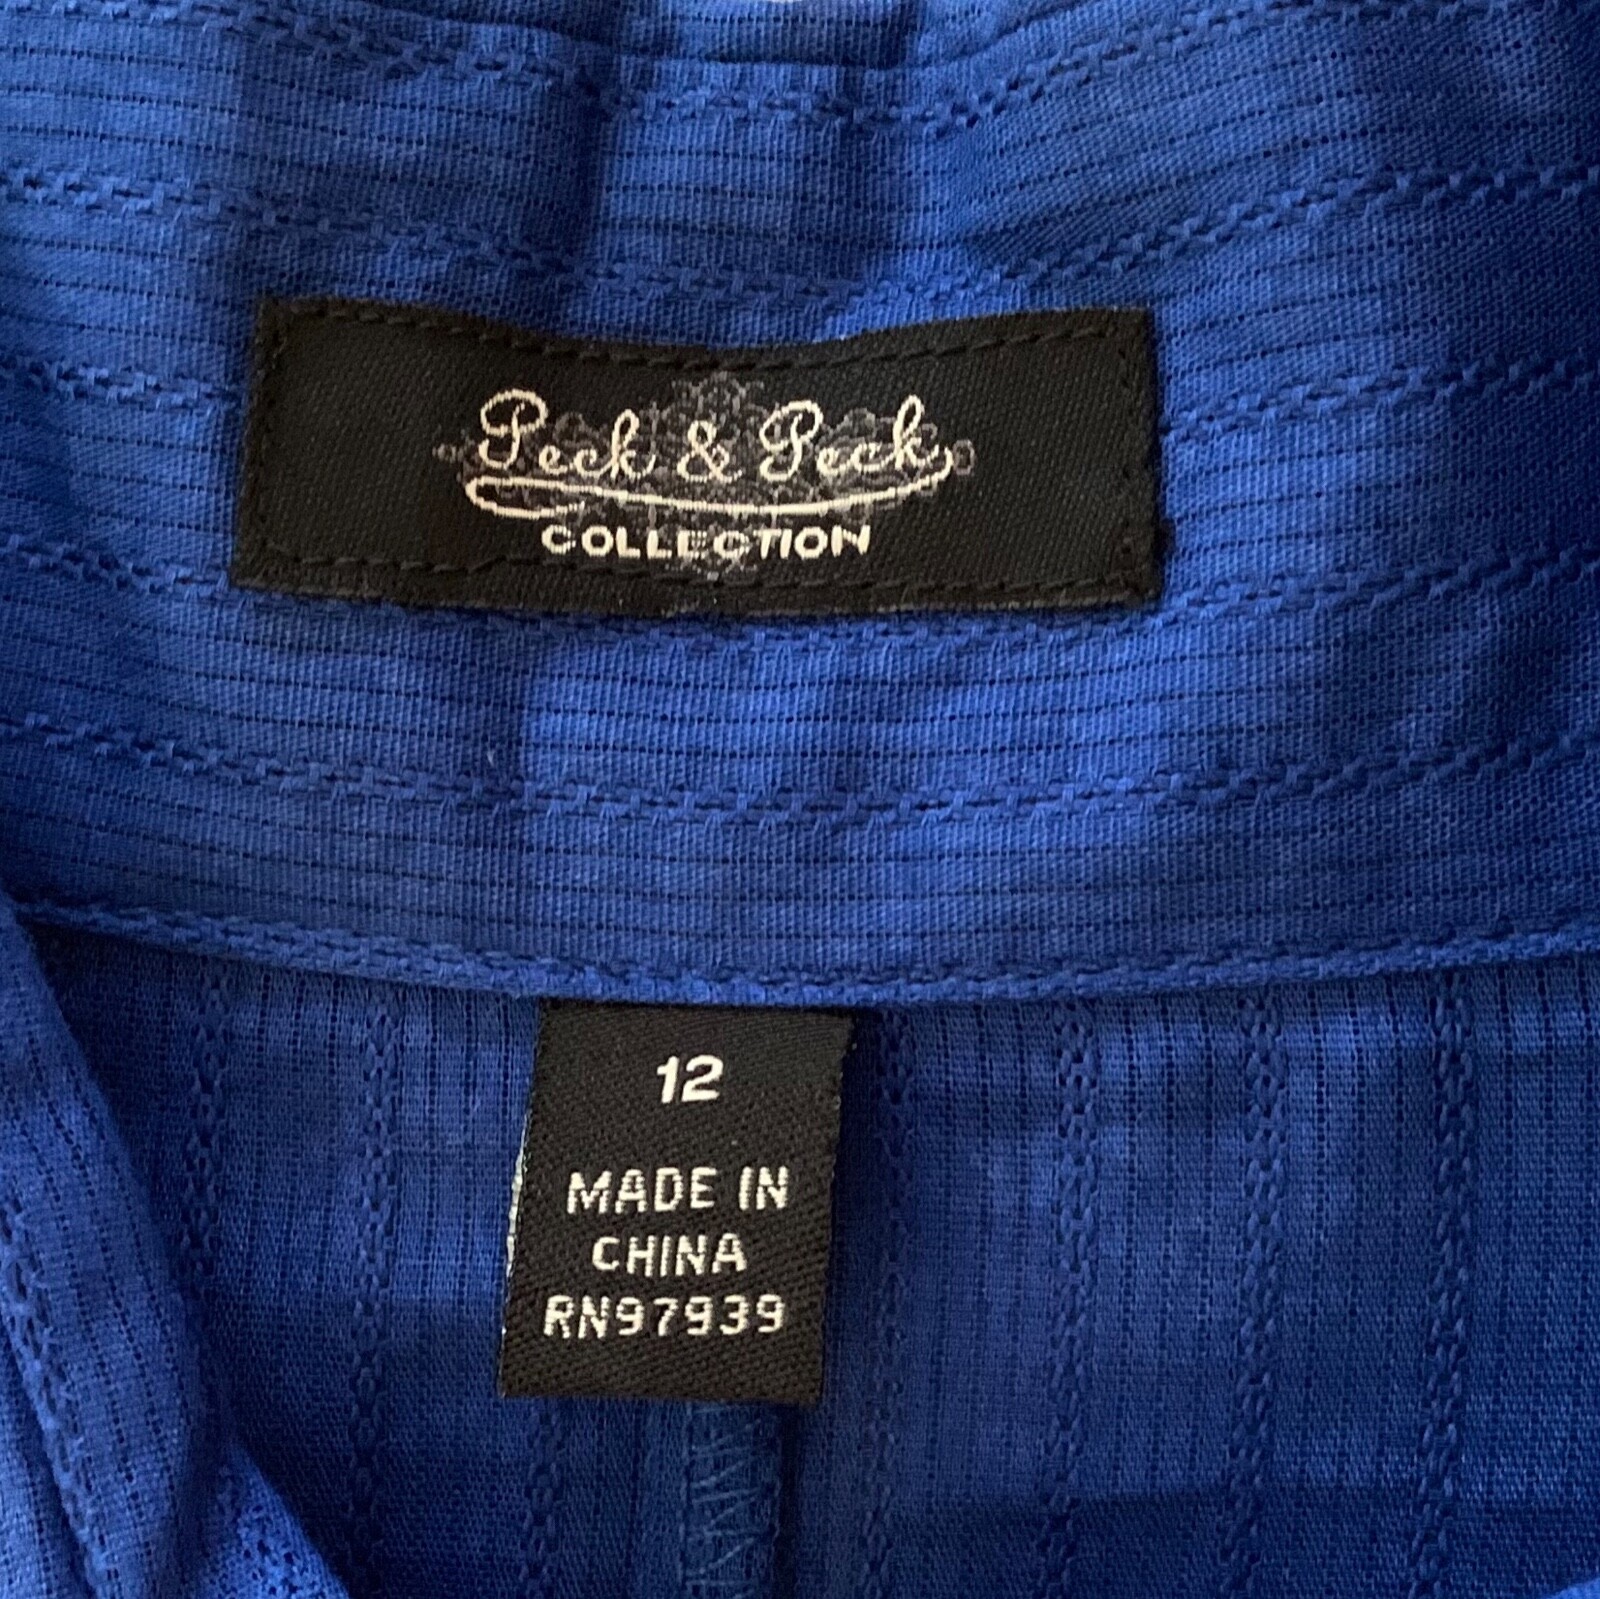 Peck & Peck
COLLECTION
12
MADE IN
CHINA
RN97939